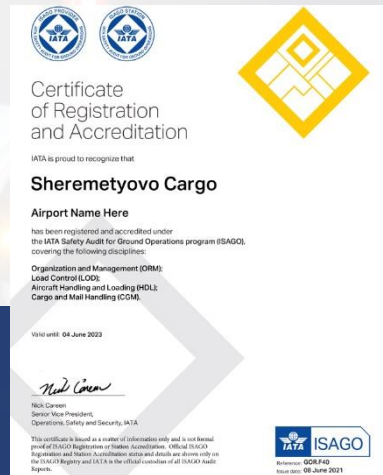 ISAGO PROVIDER
IATA
ISAGO STATION
IATA
Certificate
of Registration
and Accreditation
IATA is proud to recognize that
Sheremetyovo Cargo
Airport Name Here
has been registered and accredited under
the IATA Safety Audit for Ground Operations program (ISAGO),
covering the following disciplines:
Organization and Management (ORM);
Load Control (LOD);
Aircraft Handling and Loading (HDL);
Cargo and Mail Handling (CGM).
Valid until: 04 June 2023
Nick Careen
Nick Careen
Senior Vice President,
Operations, Safety and Security, IATA
This certificate is issued as a matter of information only and is not formal
proof of ISAGO Registration or Station Accreditation. Official ISAGO
Registration and Station Accreditation status and details are shown only on
the ISAGO Registry and IATA is the official custodian of all ISAGO Audit
Reports.
IATA ISAGO
Reference: GOR.F40
Issue date: 08 June 2021